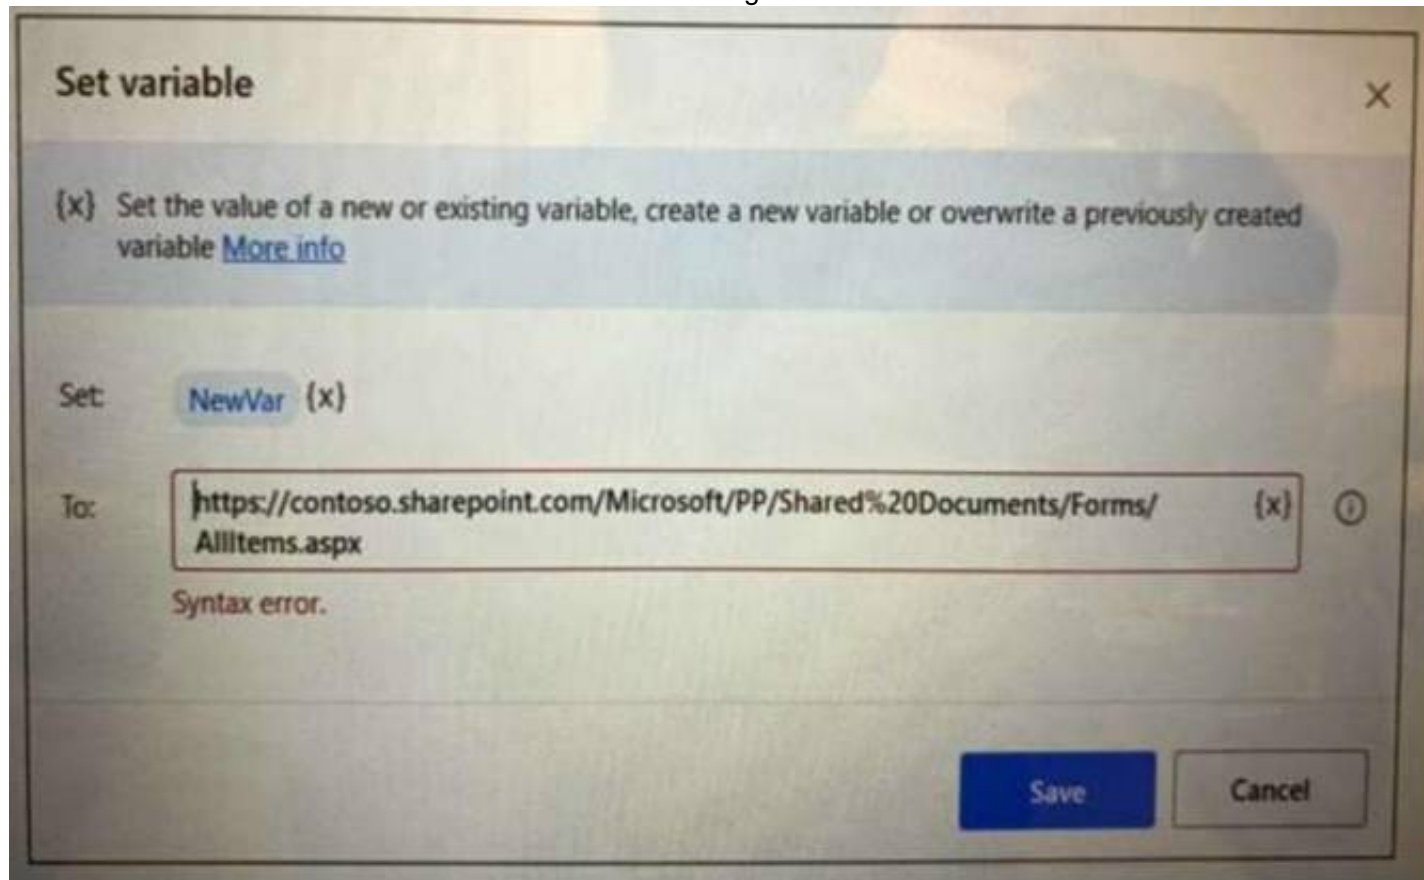 Set variable
{x} Set the value of a new or existing variable, create a new variable or overwrite a previously created
variable More info
Set: NewVar {x}
To: https://contoso.sharepoint.com/Microsoft/PP/Shared%20Documents/Forms/ {x}
AllItems.aspx
Syntax error.
Save Cancel